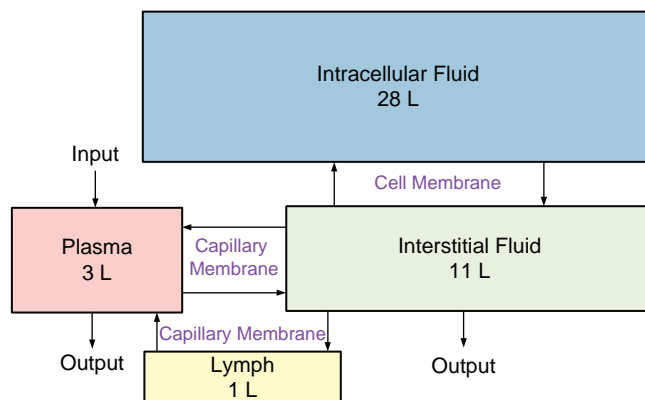 Intracellular Fluid
28 L
Input
Cell Membrane
Plasma
3 L
Capillary
Membrane
Interstitial Fluid
11 L
Capillary Membrane
Output
Lymph
1 L
Output